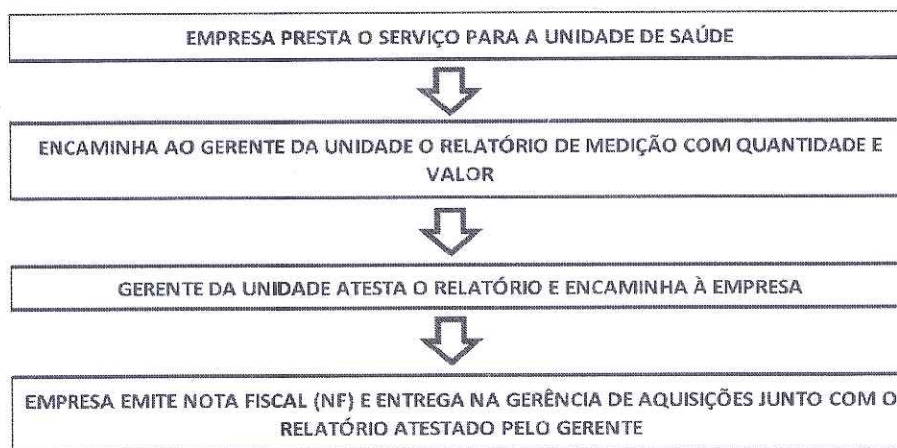 EMPRESA PRESTA O SERVIÇO PARA A UNIDADE DE SAÚDE
ENCAMINHA AO GERENTE DA UNIDADE O RELATÓRIO DE MEDIÇÃO COM QUANTIDADE E
VALOR
GERENTE DA UNIDADE ATESTA O RELATÓRIO E ENCAMINHA À EMPRESA
EMPRESA EMITE NOTA FISCAL (NF) E ENTREGA NA GERÊNCIA DE AQUISIÇÕES JUNTO COM O
RELATÓRIO ATESTADO PELO GERENTE